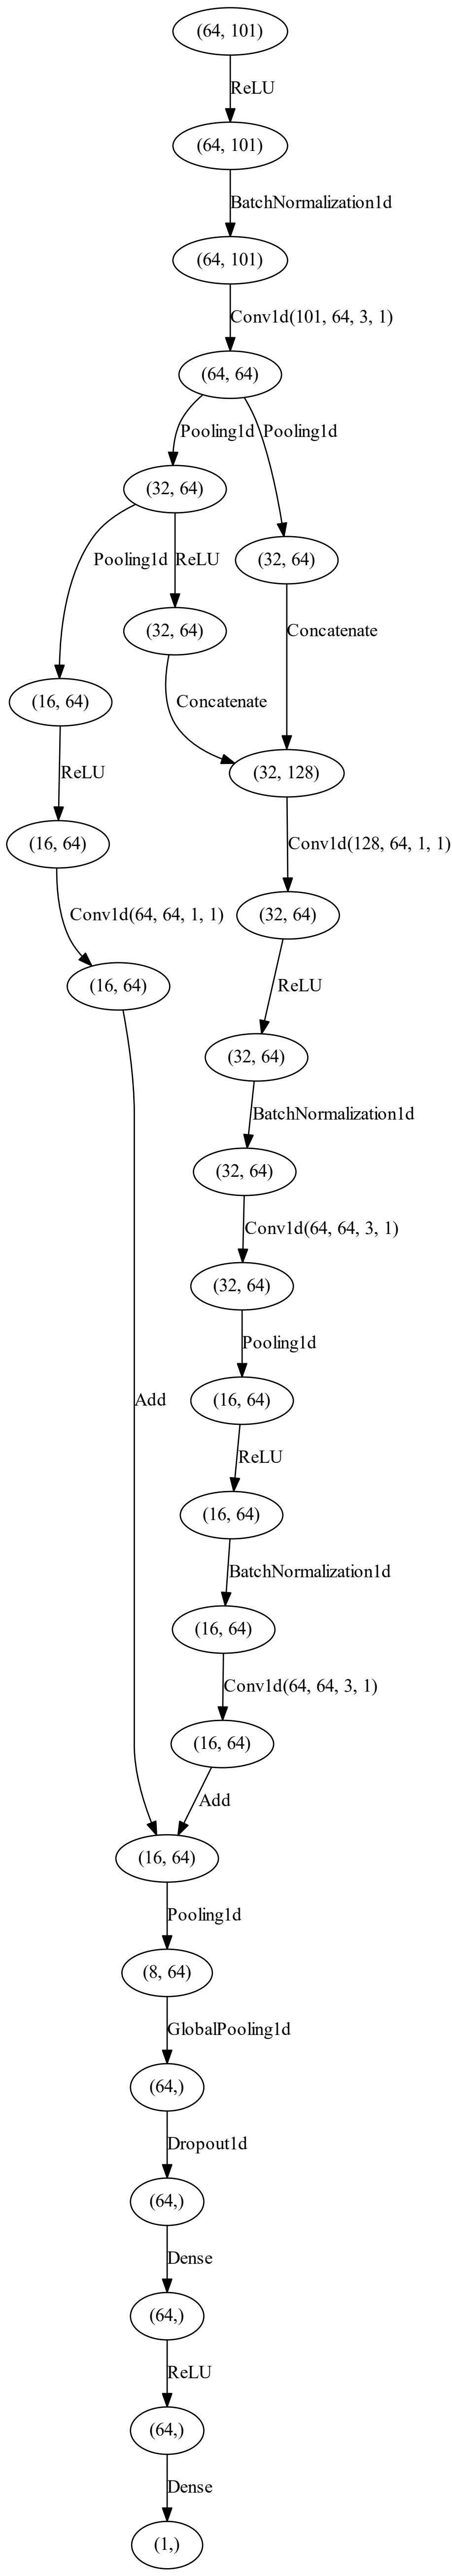 (64, 101)
ReLU
(64, 101)
BatchNormalization1d
(64, 101)
Conv1d(101, 64, 3, 1)
(64, 64)
Pooling1d Pooling1d
(32, 64)
(32, 64)
Pooling1d ReLU
(32, 64)
Concatenate
(16, 64)
Concatenate
(32, 128)
ReLU
(16, 64)
Conv1d(128, 64, 1, 1)
Conv1d(64, 64, 1, 1)
(32, 64)
(16, 64)
ReLU
(32, 64)
BatchNormalization1d
(32, 64)
Conv1d(64, 64, 3, 1)
(32, 64)
Pooling1d
(16, 64)
Add
ReLU
(16, 64)
BatchNormalization1d
(16, 64)
Conv1d(64, 64, 3, 1)
(16, 64)
Add
(16, 64)
Pooling1d
(8, 64)
GlobalPooling1d
(64,)
Dropout1d
(64,)
Dense
(64,)
ReLU
(64,)
Dense
(1,)